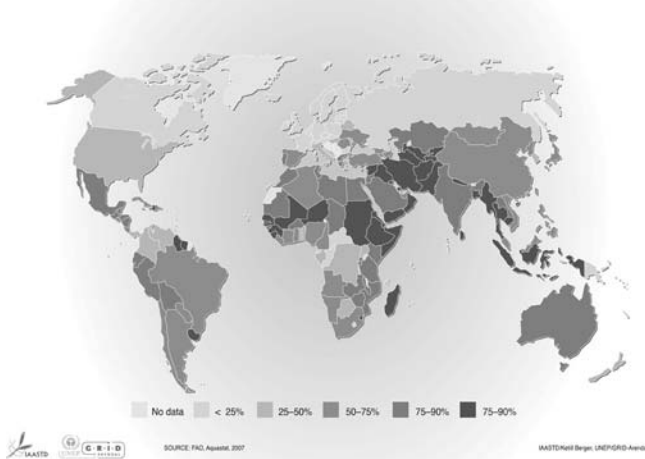 No data < 25% 25–50% 50–75% 75–90% 75–90%
IAASTD UNEP G R I D SOURCE: FAO, Aquastat, 2007 IAASTD/Ketill Berger, UNEP/GRID-Arendal